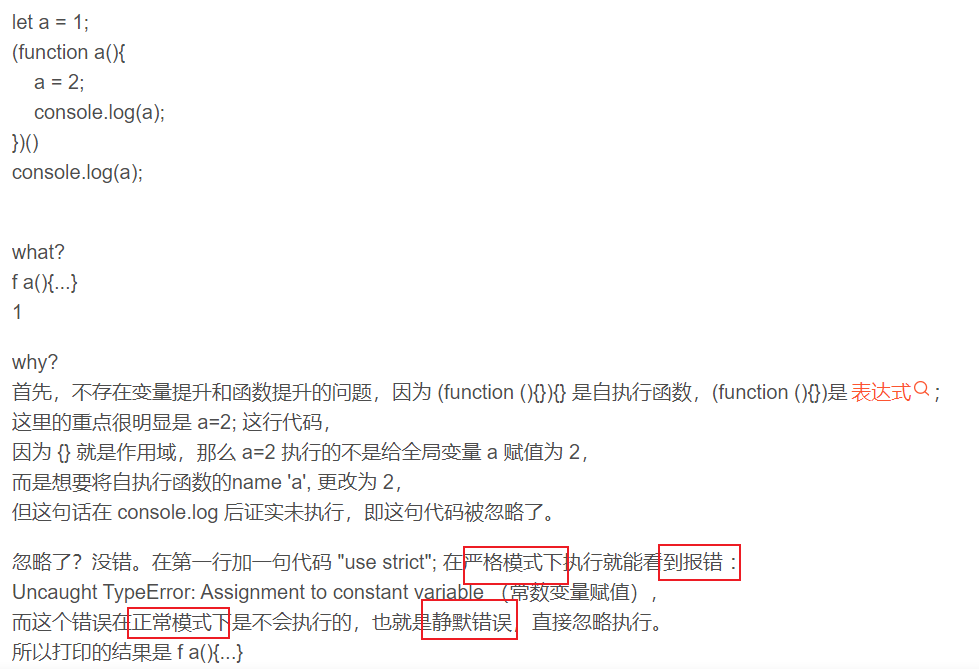 let a = 1;
(function a(){
a = 2;
console.log(a);
})()
console.log(a);
what?
f a(){...}
1
why?
首先，不存在变量提升和函数提升的问题，因为 (function (){}){} 是自执行函数，(function (){})是 表达式 ;
这里的重点很明显是 a=2; 这行代码，
因为 {} 就是作用域，那么 a=2 执行的不是给全局变量 a 赋值为 2，
而是想要将自执行函数的name 'a', 更改为 2，
但这句话在 console.log 后证实未执行，即这句代码被忽略了。
忽略了？没错。在第一行加一句代码 "use strict"; 在严格模式下执行就能看到报错：
Uncaught TypeError: Assignment to constant variable （常数变量赋值），
而这个错误在正常模式下是不会执行的，也就是静默错误，直接忽略执行。
所以打印的结果是 f a(){...}